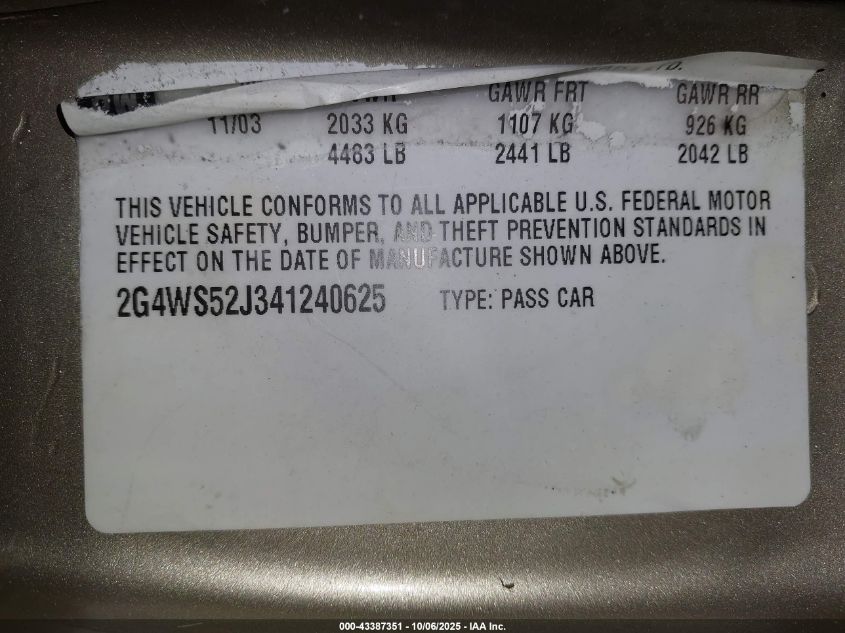 GAWR FRT GAWR RR
11/03 2033 KG 1107 KG 926 KG
4483 LB 2441 LB 2042 LB
THIS VEHICLE CONFORMS TO ALL APPLICABLE U.S. FEDERAL MOTOR
VEHICLE SAFETY, BUMPER, AND THEFT PREVENTION STANDARDS IN
EFFECT ON THE DATE OF MANUFACTURE SHOWN ABOVE.
2G4WS52J341240625 TYPE: PASS CAR
000-43387351 - 10/06/2025 - IAA Inc.